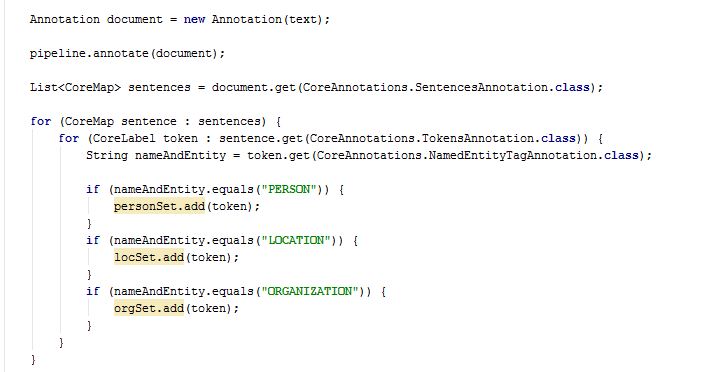 Annotation document = new Annotation(text);
pipeline.annotate(document);
List<CoreMap> sentences = document.get(CoreAnnotations.SentencesAnnotation.class);
for (CoreMap sentence : sentences) {
for (CoreLabel token : sentence.get(CoreAnnotations.TokensAnnotation.class)) {
String nameAndEntity = token.get(CoreAnnotations.NamedEntityTagAnnotation.class);
if (nameAndEntity.equals("PERSON")) {
personSet.add(token);
}
if (nameAndEntity.equals("LOCATION")) {
locSet.add(token);
}
if (nameAndEntity.equals("ORGANIZATION")) {
orgSet.add(token);
}
}
}